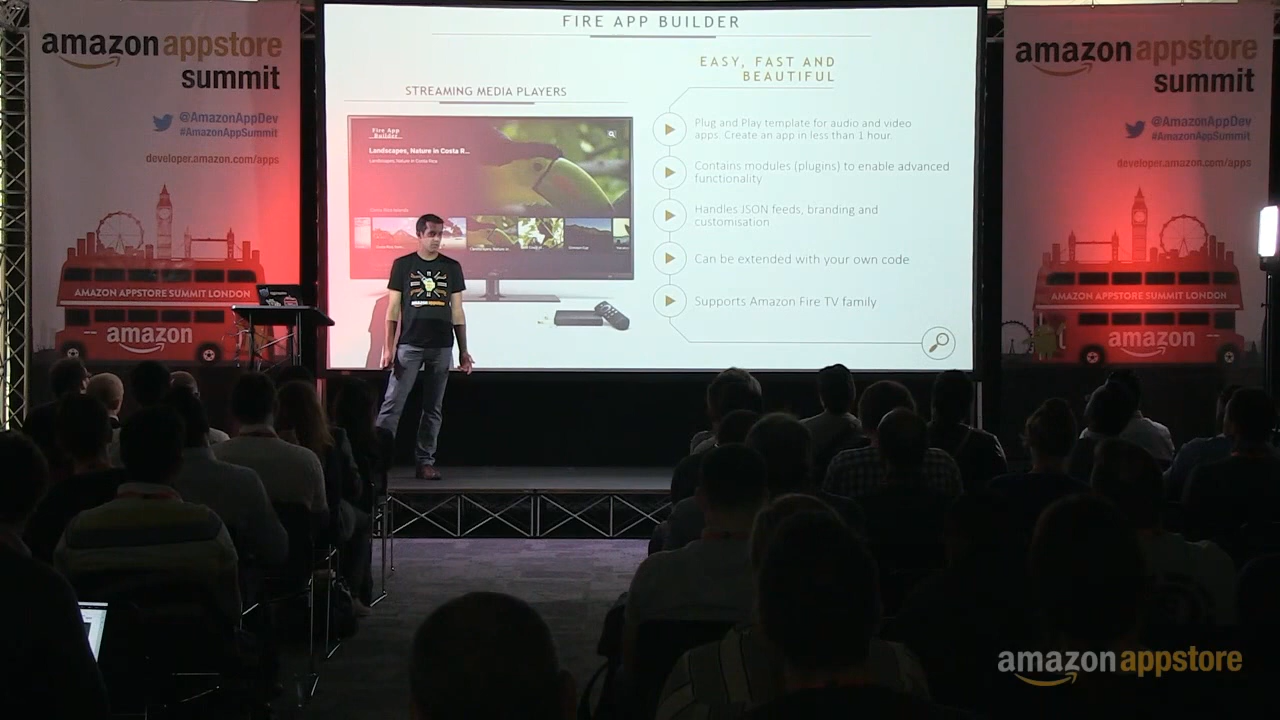 amazon appstore
summit
@AmazonAppDev
#AmazonAppSummit
developer.amazon.com/apps
AMAZON APPSTORE SUMMIT LONDON
amazon
FIRE APP BUILDER
STREAMING MEDIA PLAYERS
Fire App
Builder
Landscapes, Nature in Costa R...
Landscapes, Nature in Costa Rica
EASY, FAST AND
BEAUTIFUL
Plug and Play template for audio and video
apps. Create an app in less than 1 hour.
Contains modules (plugins) to enable advanced
functionality
Handles JSON feeds, branding and
customisation
Can be extended with your own code
Supports Amazon Fire TV family
amazon appstore
amazon appstore
summit
@AmazonAppDev
#AmazonAppSummit
developer.amazon.com/apps
AMAZON APPSTORE SUMMIT LONDON
amazon
amazon appstore